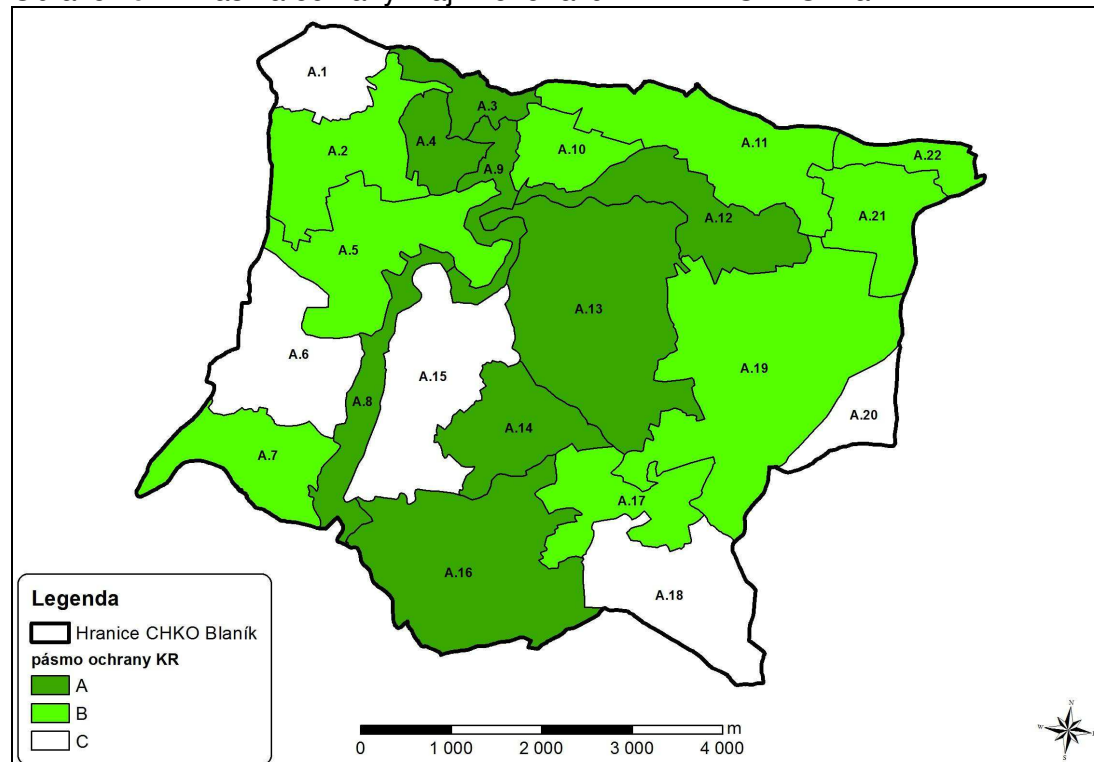 A.1
A.3
A.4
A.2
A.10
A.11
A.22
A.9
A.12
A.21
A.5
A.13
A.6
A.15
A.19
A.8
A.20
A.14
A.7
A.17
A.16
A.18
Legenda
Hranice CHKO Blaník
pásmo ochrany KR
A
B
C
m
0 1 000 2 000 3 000 4 000
N
W
S